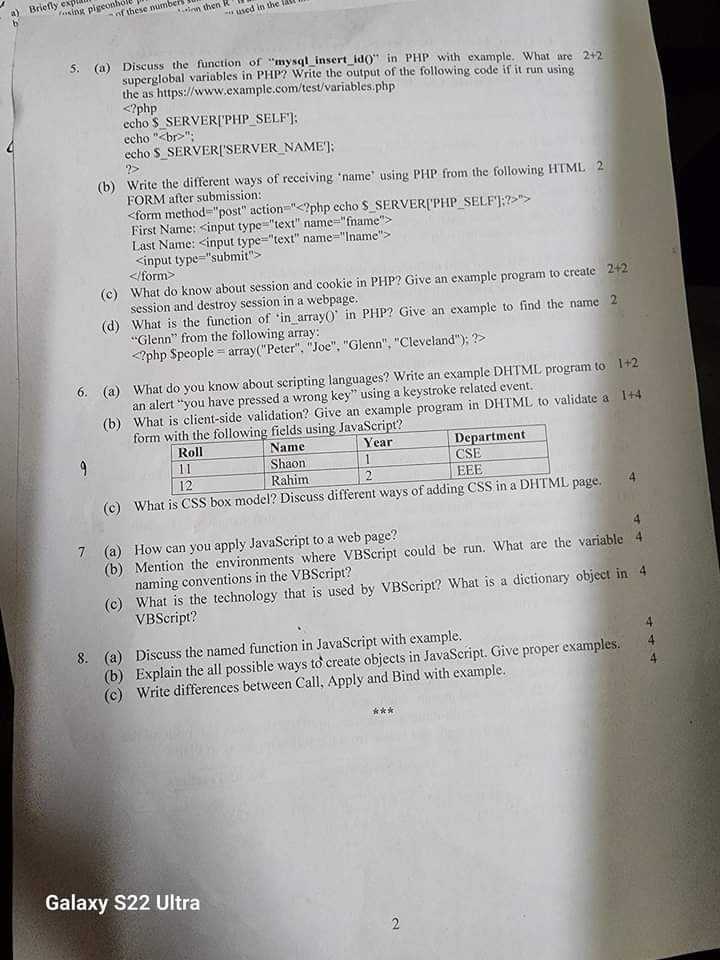 a) Briefly
(using pigeonhole
b of these numbers then R
used in the last
5. (a) Discuss the function of "mysql_insert_id()" in PHP with example. What are 2+2
superglobal variables in PHP? Write the output of the following code if it run using
the as https://www.example.com/test/variables.php
<?php
echo $_SERVER['PHP_SELF'];
echo "<br>";
echo $_SERVER['SERVER_NAME'];
?>
(b) Write the different ways of receiving 'name' using PHP from the following HTML 2
FORM after submission:
<form method="post" action="<?php echo $_SERVER['PHP_SELF'];?>">
First Name: <input type="text" name="fname">
Last Name: <input type="text" name="lname">
<input type="submit">
</form>
(c) What do know about session and cookie in PHP? Give an example program to create 2+2
session and destroy session in a webpage.
(d) What is the function of 'in_array()' in PHP? Give an example to find the name 2
"Glenn" from the following array:
<?php $people = array("Peter", "Joe", "Glenn", "Cleveland"); ?>
6. (a) What do you know about scripting languages? Write an example DHTML program to 1+2
an alert "you have pressed a wrong key" using a keystroke related event.
(b) What is client-side validation? Give an example program in DHTML to validate a 1+4
form with the following fields using JavaScript?
Roll Name Year Department
11 Shaon 1 CSE
12 Rahim 2 EEE
9
(c) What is CSS box model? Discuss different ways of adding CSS in a DHTML page. 4
7 (a) How can you apply JavaScript to a web page? 4
(b) Mention the environments where VBScript could be run. What are the variable 4
naming conventions in the VBScript?
(c) What is the technology that is used by VBScript? What is a dictionary object in 4
VBScript?
8. (a) Discuss the named function in JavaScript with example. 4
(b) Explain the all possible ways to create objects in JavaScript. Give proper examples. 4
(c) Write differences between Call, Apply and Bind with example. 4
***
Galaxy S22 Ultra
2